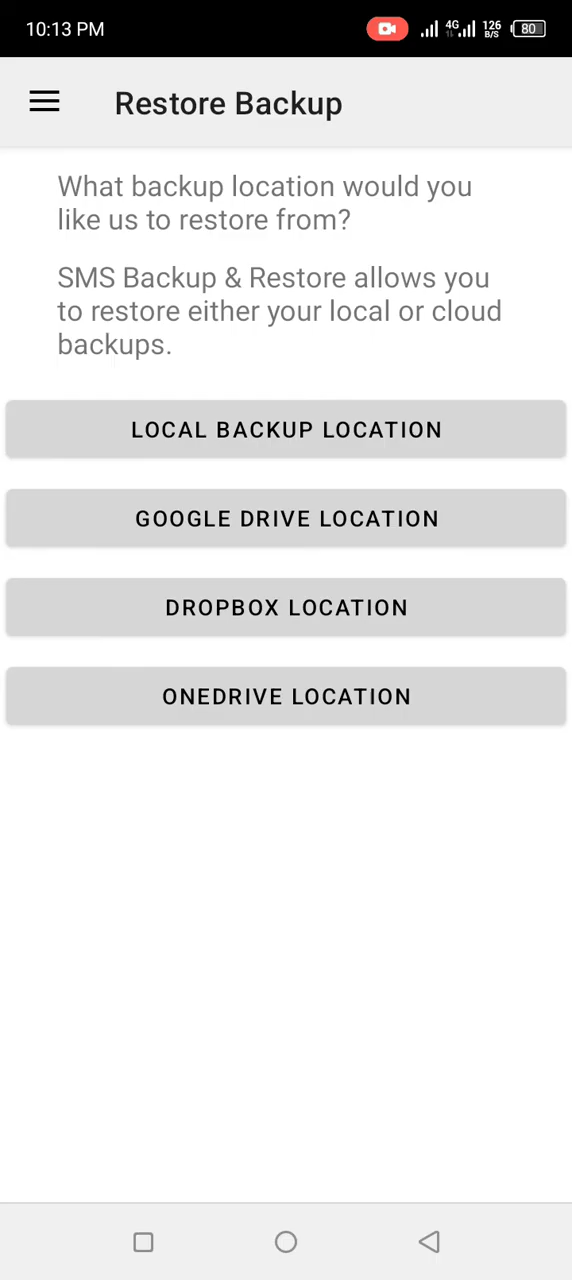 10:13 PM
4G
126
B/S
80
Restore Backup
What backup location would you
like us to restore from?
SMS Backup & Restore allows you
to restore either your local or cloud
backups.
LOCAL BACKUP LOCATION
GOOGLE DRIVE LOCATION
DROPBOX LOCATION
ONEDRIVE LOCATION